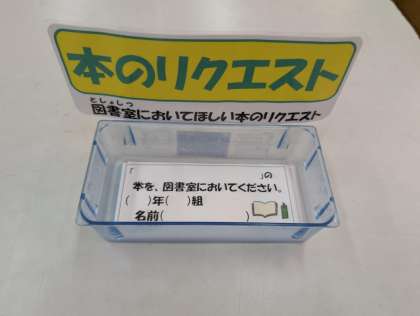 本のリクエスト
としょしつ
図書室においてほしい本のリクエスト
「　　　　　　　　　　」の
本を、図書室においてください。
(　　)年(　　)組
名前(　　　　　　　　)